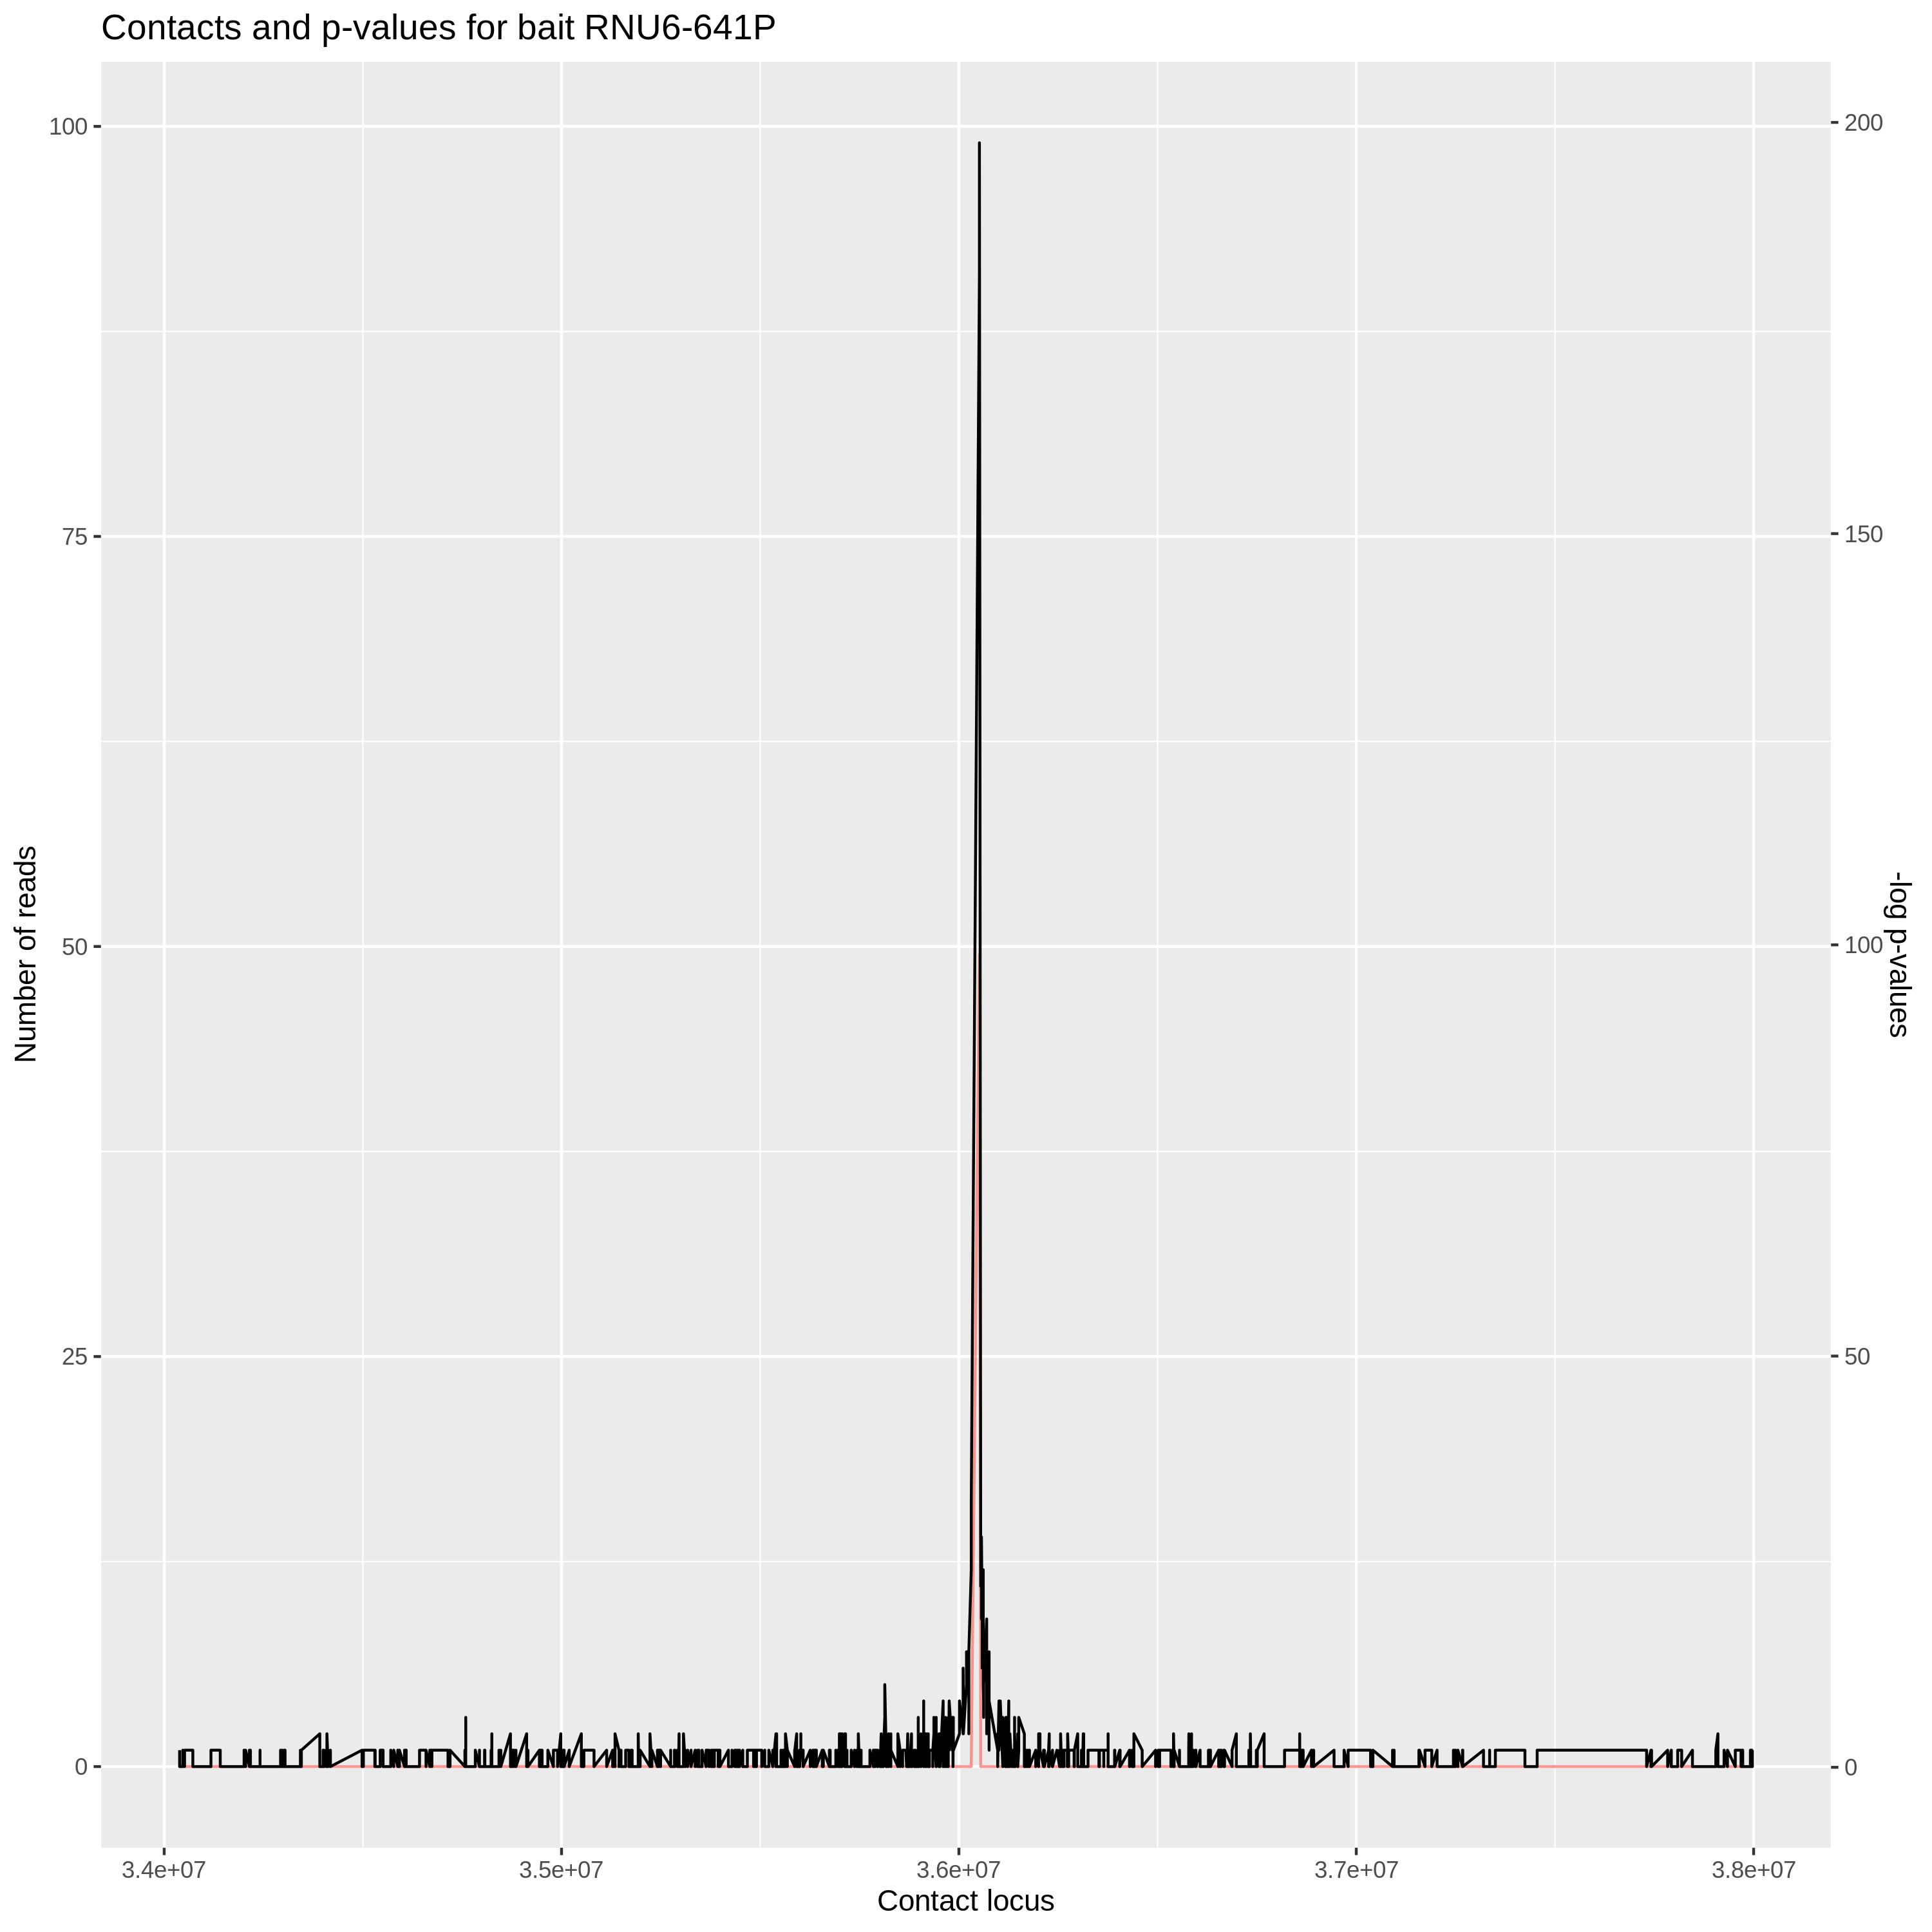 Contacts and p-values for bait RNU6-641P
100
75
50
25
0
Number of reads
200
150
100
50
0
-log p-values
3.4e+07
3.5e+07
3.6e+07
3.7e+07
3.8e+07
Contact locus